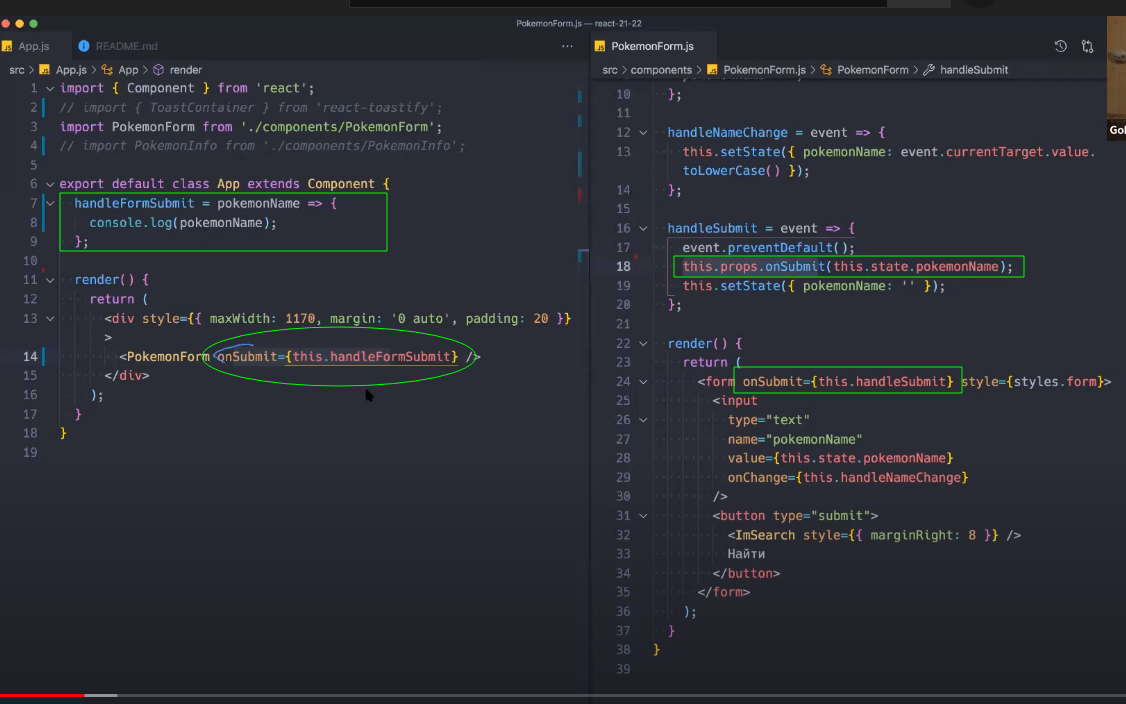 PokemonForm.js — react-21-22
JS App.js
README.md
...
src > JS App.js > App > render
1 import { Component } from 'react';
2 // import { ToastContainer } from 'react-toastify';
3 import PokemonForm from './components/PokemonForm';
4 // import PokemonInfo from './components/PokemonInfo';
5
6 export default class App extends Component {
7 handleFormSubmit = pokemonName => {
8 console.log(pokemonName);
9 };
10
11 render() {
12 return (
13 <div style={{ maxWidth: 1170, margin: '0 auto', padding: 20 }}
>
14 <PokemonForm onSubmit={this.handleFormSubmit} />
15 </div>
16 );
17 }
18 }
19
JS PokemonForm.js
src > components > JS PokemonForm.js > PokemonForm > handleSubmit
10 };
11
12 handleNameChange = event => {
13 this.setState({ pokemonName: event.currentTarget.value.
toLowerCase() });
14 };
15
16 handleSubmit = event => {
17 event.preventDefault();
18 this.props.onSubmit(this.state.pokemonName);
19 this.setState({ pokemonName: '' });
20 };
21
22 render() {
23 return (
24 <form onSubmit={this.handleSubmit} style={styles.form}>
25 <input
26 type="text"
27 name="pokemonName"
28 value={this.state.pokemonName}
29 onChange={this.handleNameChange}
30 />
31 <button type="submit">
32 <ImSearch style={{ marginRight: 8 }} />
33 Найти
34 </button>
35 </form>
36 );
37 }
38 }
39